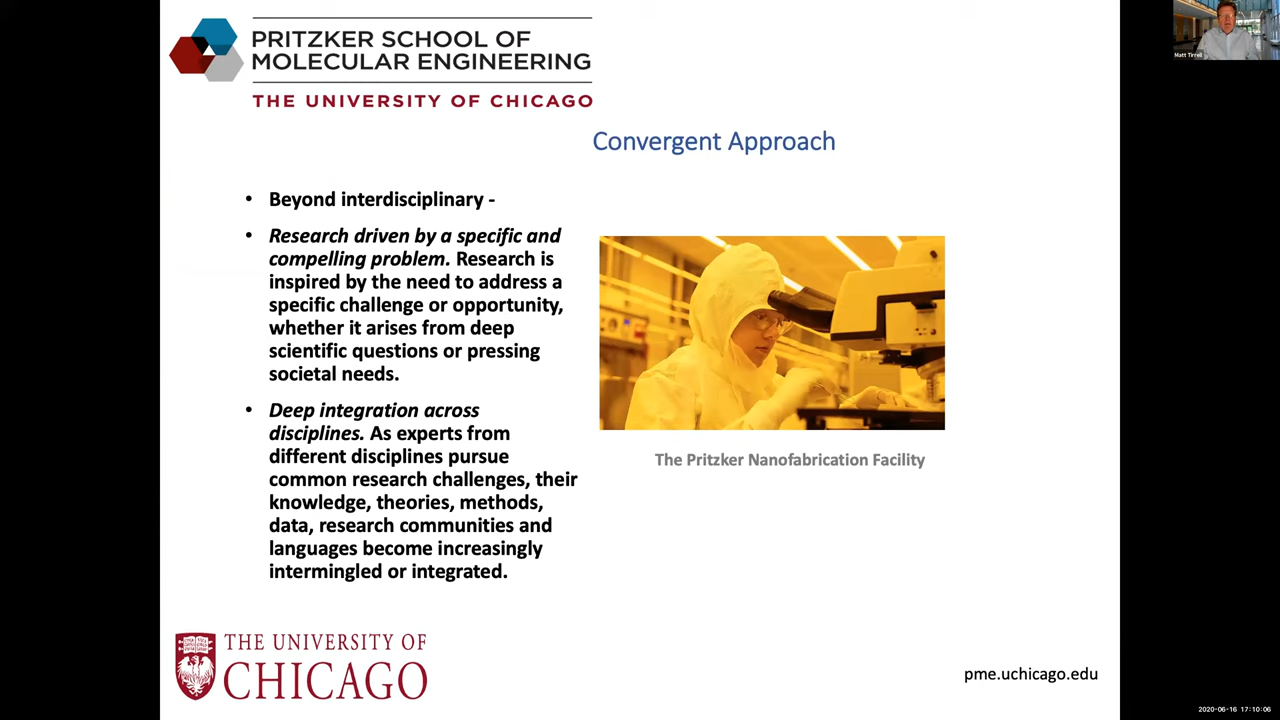 PRITZKER SCHOOL OF
MOLECULAR ENGINEERING
THE UNIVERSITY OF CHICAGO
Matt Tirrell
Convergent Approach
• Beyond interdisciplinary -
• Research driven by a specific and
compelling problem. Research is
inspired by the need to address a
specific challenge or opportunity,
whether it arises from deep
scientific questions or pressing
societal needs.
• Deep integration across
disciplines. As experts from
different disciplines pursue
common research challenges, their
knowledge, theories, methods,
data, research communities and
languages become increasingly
intermingled or integrated.
The Pritzker Nanofabrication Facility
THE UNIVERSITY OF
CHICAGO
pme.uchicago.edu
2020-06-16 17:10:06